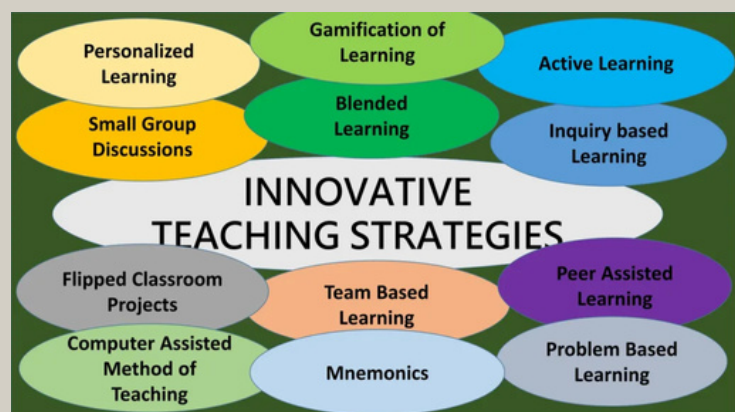 Personalized
Learning
Gamification of
Learning
Active Learning
Small Group
Discussions
Blended
Learning
Inquiry based
Learning
INNOVATIVE
TEACHING STRATEGIES
Flipped Classroom
Projects
Team Based
Learning
Peer Assisted
Learning
Computer Assisted
Method of
Teaching
Mnemonics
Problem Based
Learning